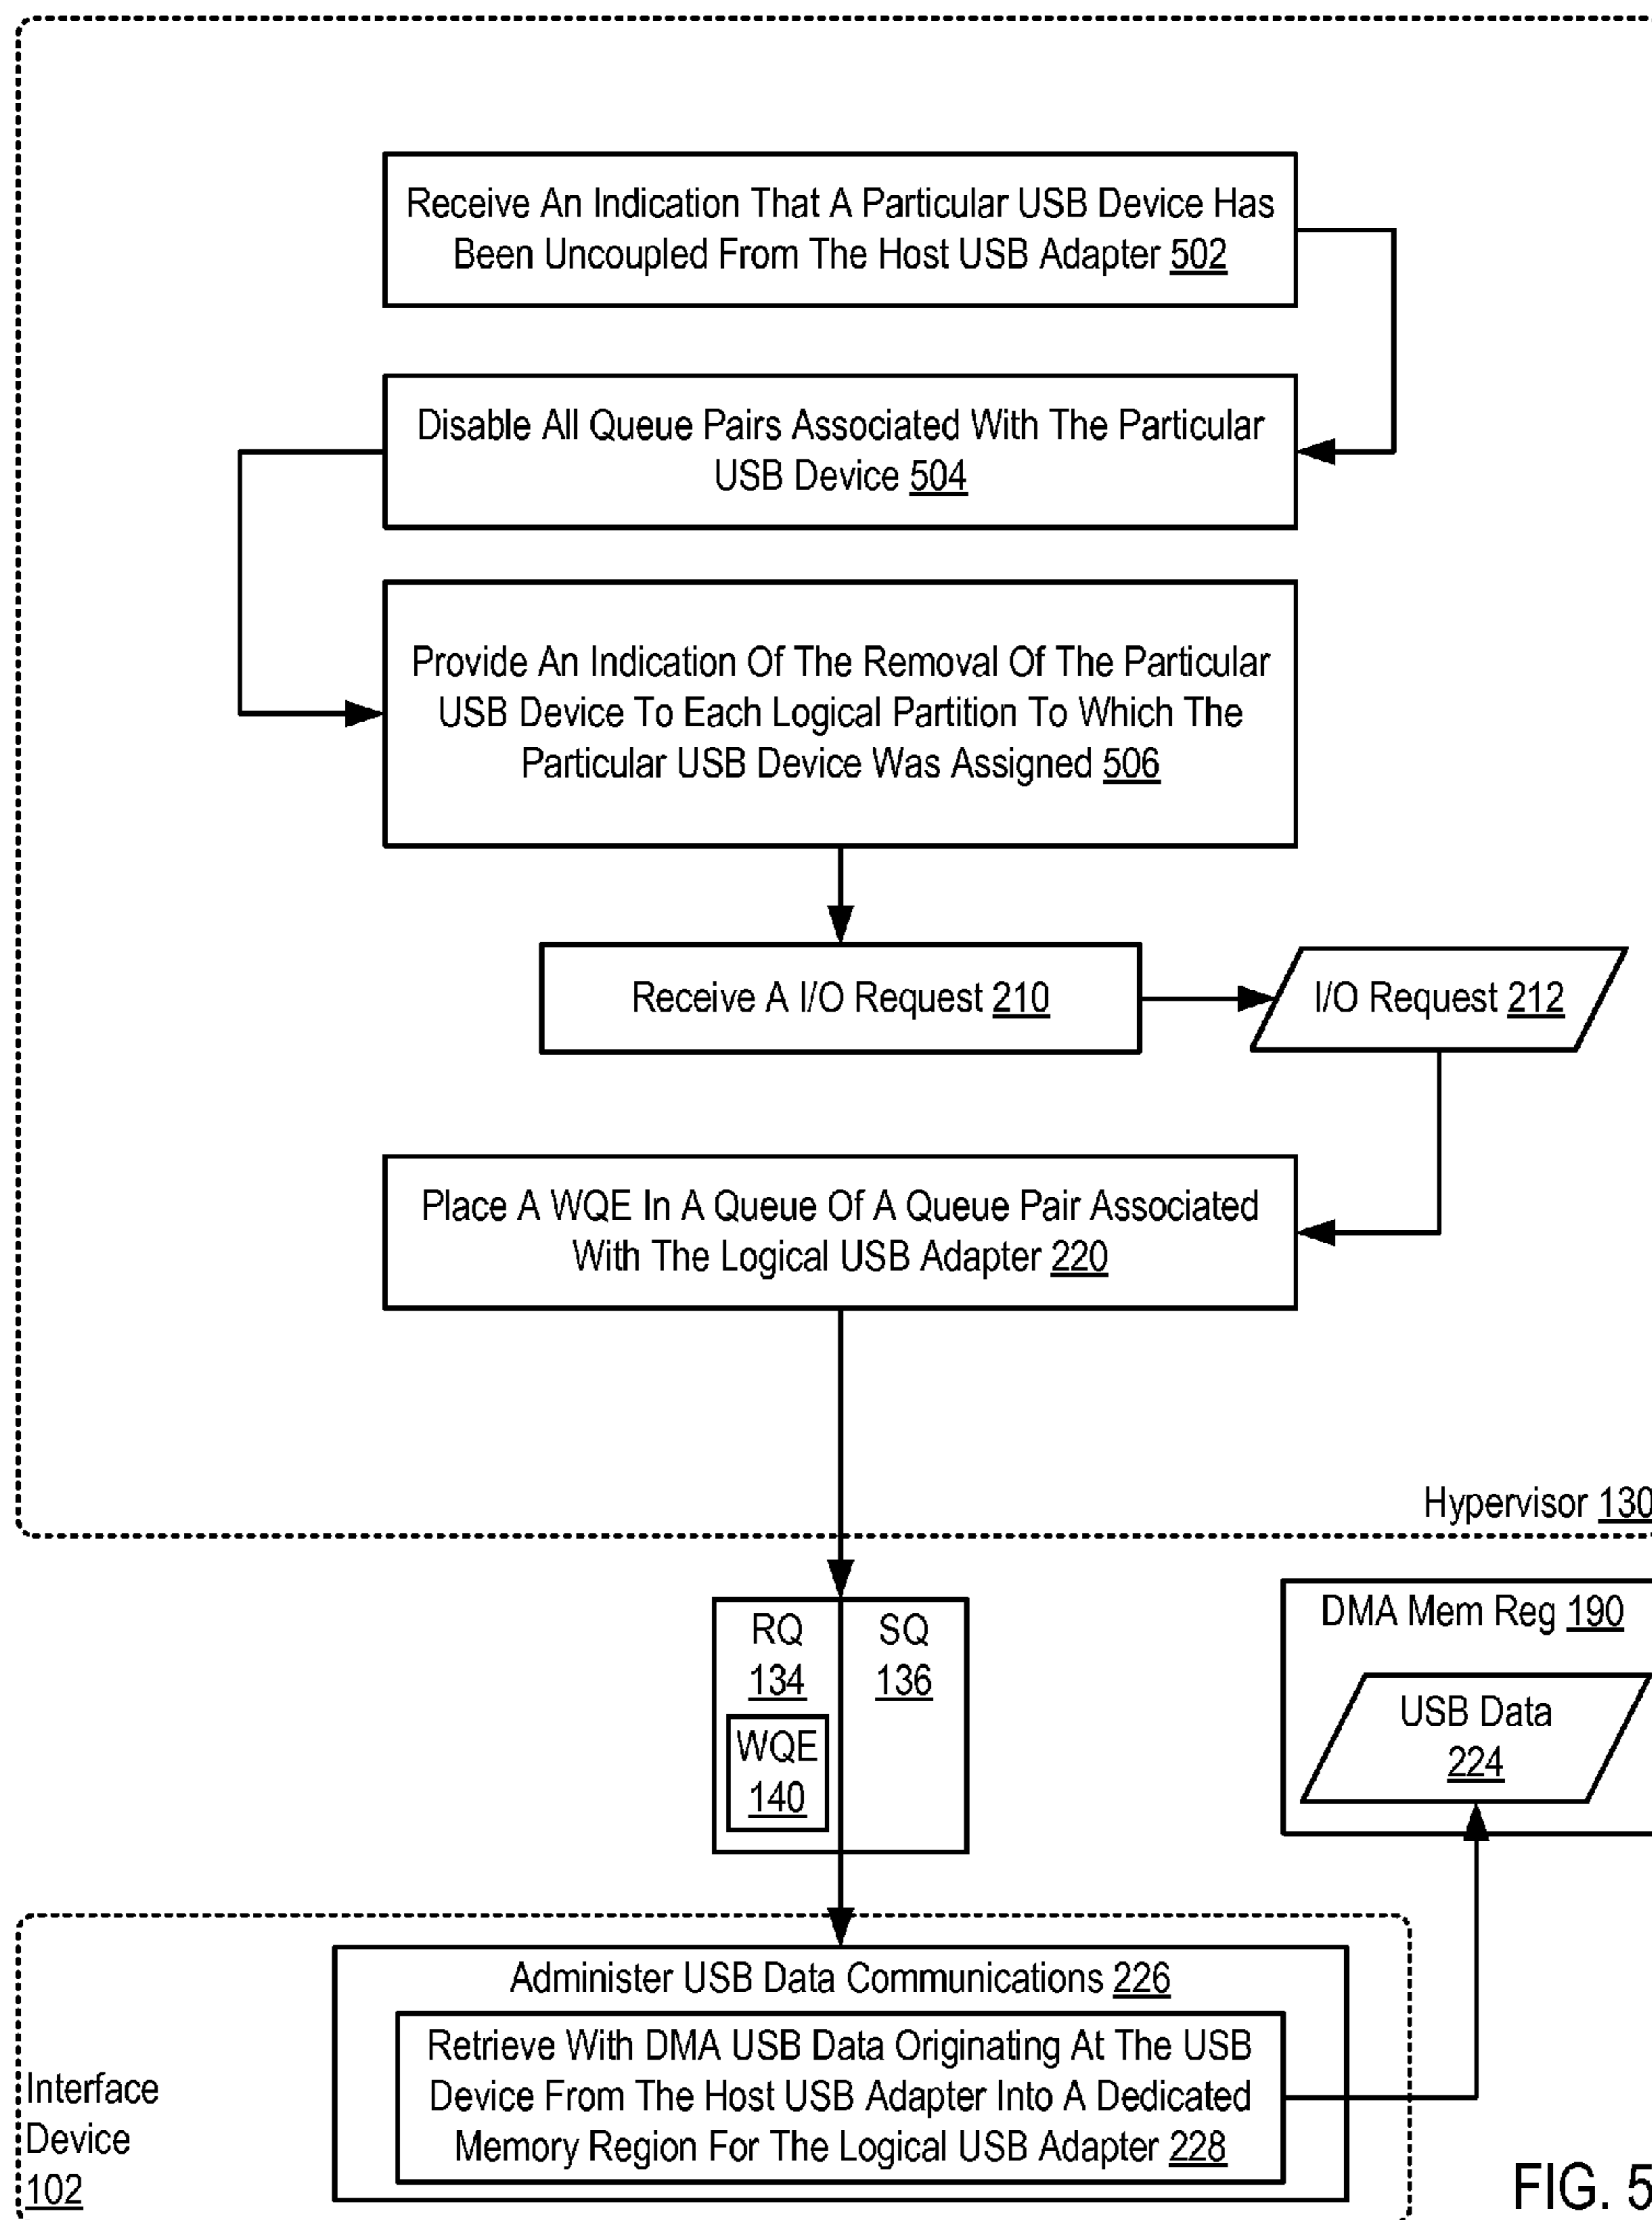 Receive An Indication That A Particular USB Device Has
Been Uncoupled From The Host USB Adapter 502
Disable All Queue Pairs Associated With The Particular
USB Device 504
Provide An Indication Of The Removal Of The Particular
USB Device To Each Logical Partition To Which The
Particular USB Device Was Assigned 506
Receive A I/O Request 210
I/O Request 212
Place A WQE In A Queue Of A Queue Pair Associated
With The Logical USB Adapter 220
Hypervisor 130
RQ
134
SQ
136
WQE
140
DMA Mem Reg 190
USB Data
224
Administer USB Data Communications 226
Retrieve With DMA USB Data Originating At The USB
Device From The Host USB Adapter Into A Dedicated
Memory Region For The Logical USB Adapter 228
Interface
Device
102
FIG. 5